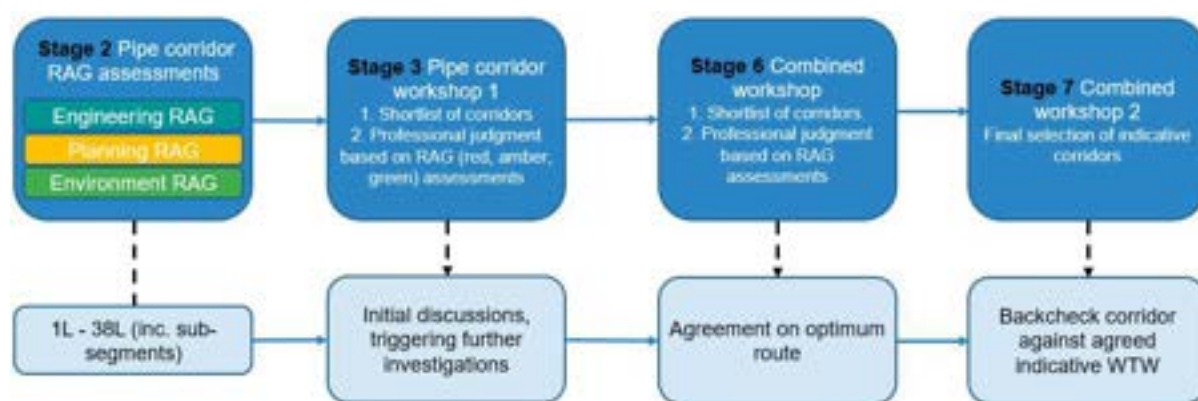 Stage 2 Pipe corridor
RAG assessments
Engineering RAG
Planning RAG
Environment RAG
Stage 3 Pipe corridor
workshop 1
1. Shortlist of corridors
2. Professional judgment
based on RAG (red, amber,
green) assessments
Stage 6 Combined
workshop
1. Shortlist of corridors
2. Professional judgment
based on RAG
assessments
Stage 7 Combined
workshop 2
Final selection of indicative
corridors
1L - 38L (inc. sub-
segments)
Initial discussions,
triggering further
investigations
Agreement on optimum
route
Backcheck corridor
against agreed
indicative WTW